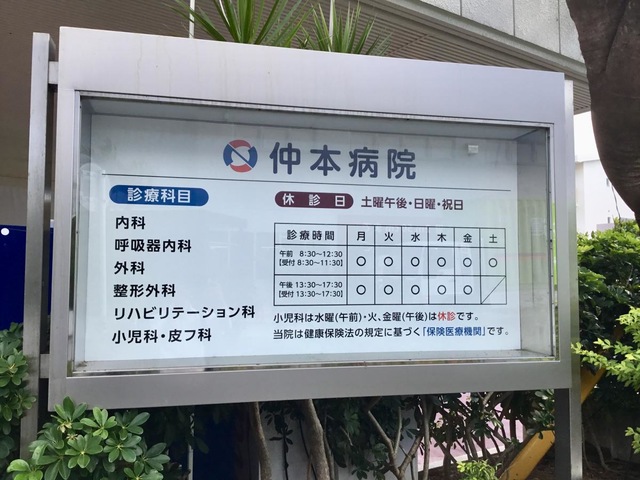 仲本病院
診療科目
内科
呼吸器内科
外科
整形外科
リハビリテーション科
小児科・皮フ科
休診日 土曜午後・日曜・祝日
診療時間 月 火 水 木 金 土
午前 8:30〜12:30
【受付 8:30〜11:30】 ○ ○ ○ ○ ○ ○
午後 13:30〜17:30
【受付 13:30〜17:30】 ○ ○ ○ ○ ○ ／
小児科は水曜(午前)・火、金曜(午後)は休診です。
当院は健康保険法の規定に基づく「保険医療機関」です。